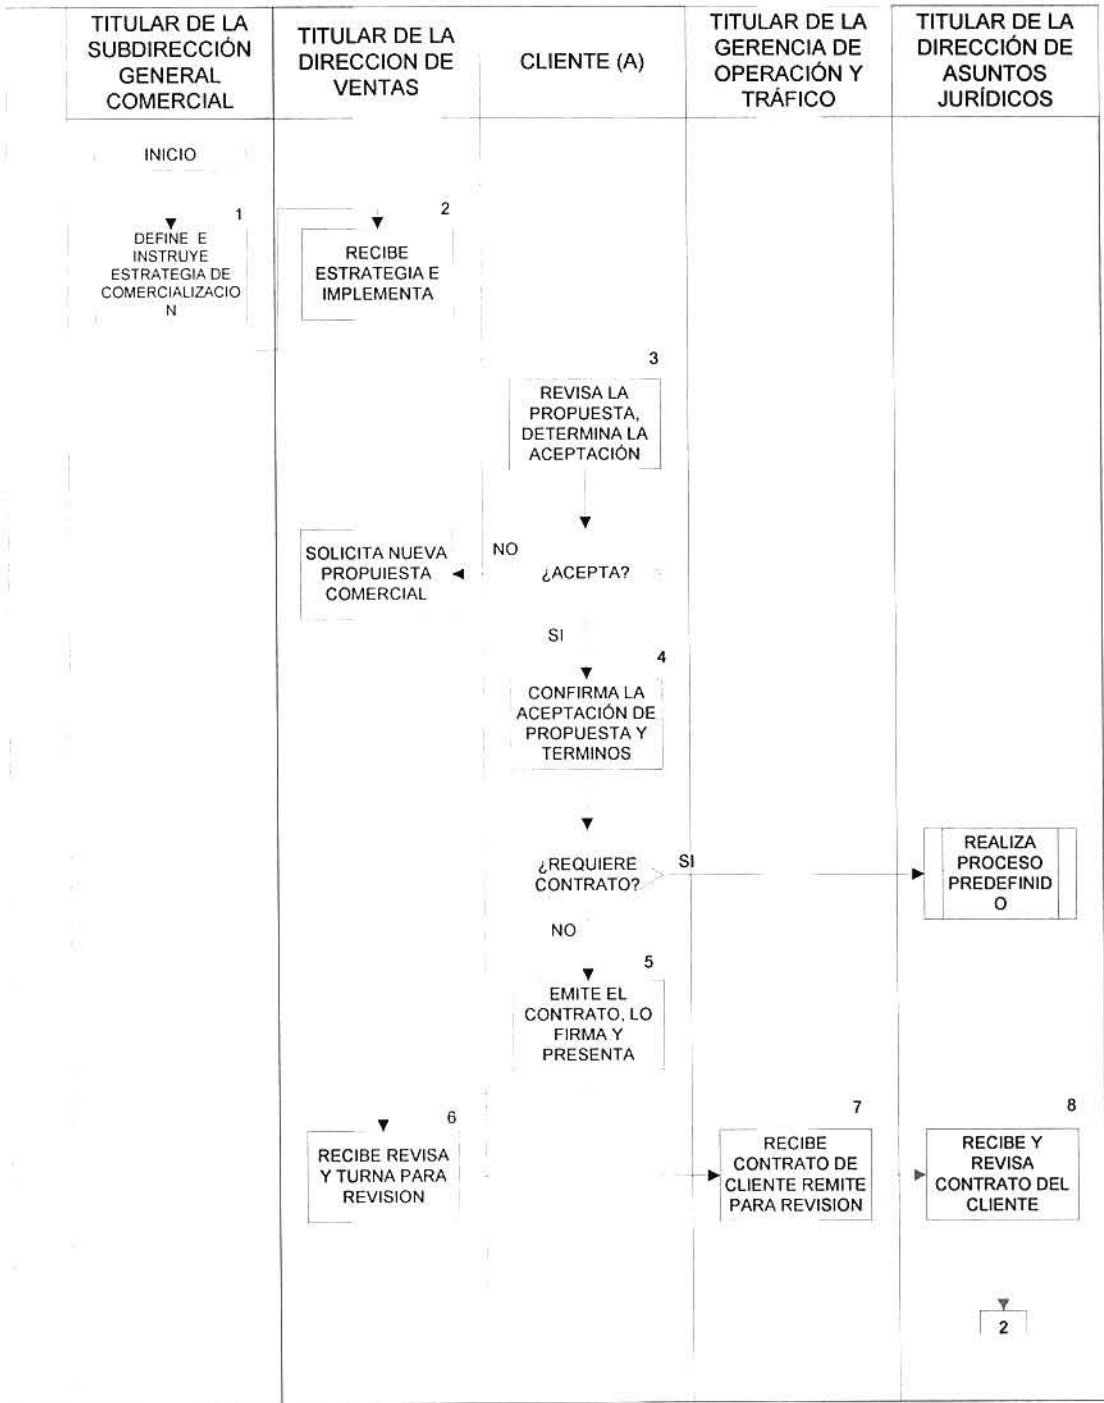 TITULAR DE LA
SUBDIRECCIÓN
GENERAL
COMERCIAL
TITULAR DE LA
DIRECCION DE
VENTAS
CLIENTE (A)
TITULAR DE LA
GERENCIA DE
OPERACIÓN Y
TRÁFICO
TITULAR DE LA
DIRECCIÓN DE
ASUNTOS
JURÍDICOS
INICIO
1
DEFINE E
INSTRUYE
ESTRATEGIA DE
COMERCIALIZACIO
N
2
RECIBE
ESTRATEGIA E
IMPLEMENTA
3
REVISA LA
PROPUESTA,
DETERMINA LA
ACEPTACIÓN
SOLICITA NUEVA
PROPUIESTA
COMERCIAL
NO
¿ACEPTA?
SI
4
CONFIRMA LA
ACEPTACIÓN DE
PROPUESTA Y
TERMINOS
¿REQUIERE
CONTRATO?
SI
REALIZA
PROCESO
PREDEFINID
O
NO
5
EMITE EL
CONTRATO, LO
FIRMA Y
PRESENTA
6
RECIBE REVISA
Y TURNA PARA
REVISION
7
RECIBE
CONTRATO DE
CLIENTE REMITE
PARA REVISION
8
RECIBE Y
REVISA
CONTRATO DEL
CLIENTE
2